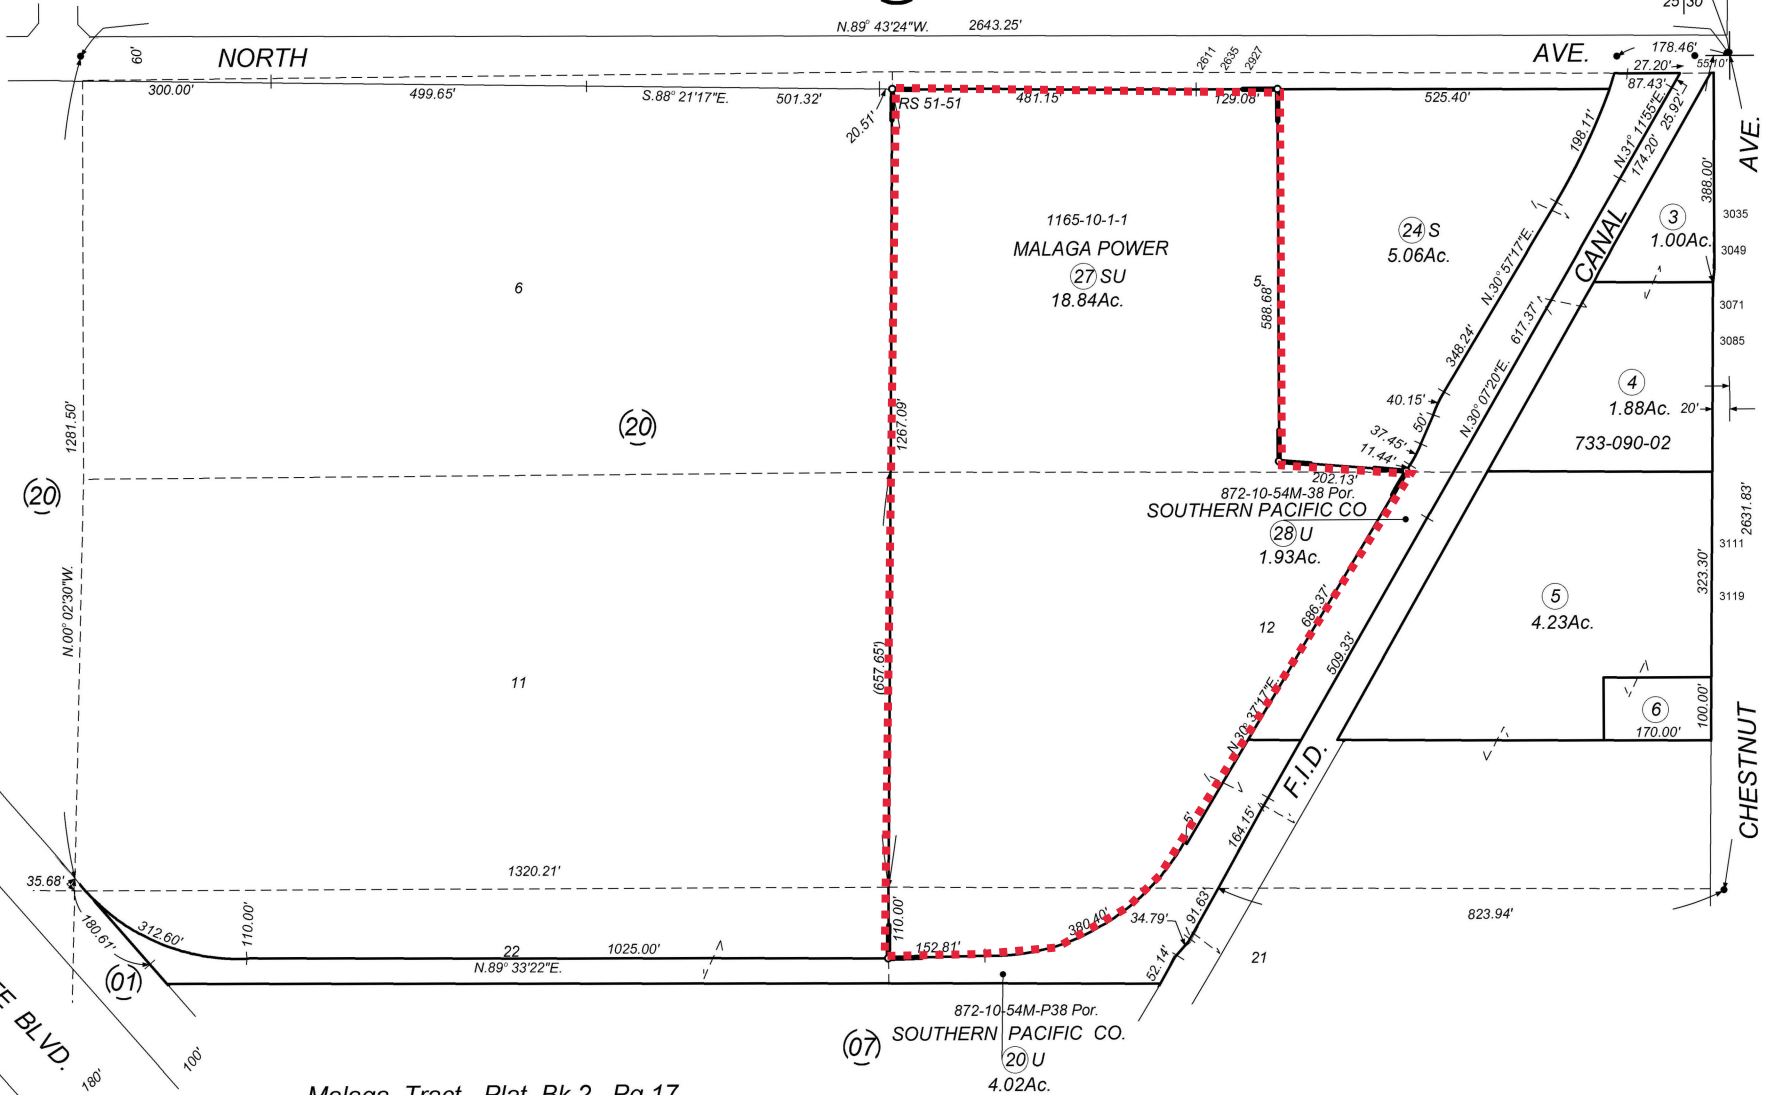 25|30
N.89° 43'24"W. 2643.25'
60'
NORTH
AVE.
2611
2635
2927
178.46'
27.20'
55.10'
87.43'
300.00'
499.65'
S.88° 21'17"E.
501.32'
20.51'
RS 51-51
481.15'
129.08'
525.40'
198.11'
N.31° 11'55"E.
25.92'
174.20'
AVE.
388.00'
1165-10-1-1
MALAGA POWER
27 SU
18.84Ac.
24 S
5.06Ac.
3
1.00Ac.
3035
3049
CANAL
N.30° 57'17"E.
6
5
588.68'
617.37'
3071
3085
348.24'
N.30° 07'20"E.
40.15'
50'
37.45'
11.44'
4
1.88Ac.
20'
733-090-02
1281.50'
(20)
1267.09'
(20)
202.13'
872-10-54M-38 Por.
SOUTHERN PACIFIC CO
28 U
1.93Ac.
2631.83'
3111
323.30'
3119
N.00° 02'30"W.
5
4.23Ac.
12
686.37'
509.33'
(657.65')
11
N.30° 37'17"E.
6
170.00'
100.00'
CHESTNUT
F.I.D.
164.15'
5'
35.68'
1320.21'
180.61'
312.60'
110.00'
110.00'
380.40'
34.79'
91.63'
823.94'
22
1025.00'
152.81'
N.89° 33'22"E.
52.14'
21
(01)
872-10-54M-P38 Por.
SOUTHERN PACIFIC CO.
(07)
20 U
4.02Ac.
BLVD.
100'
180'
Malaga Tract - Plat Bk.2, Pg.17